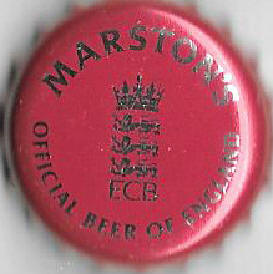 MARSTON'S
ECB
OFFICIAL BEER OF ENGLAND